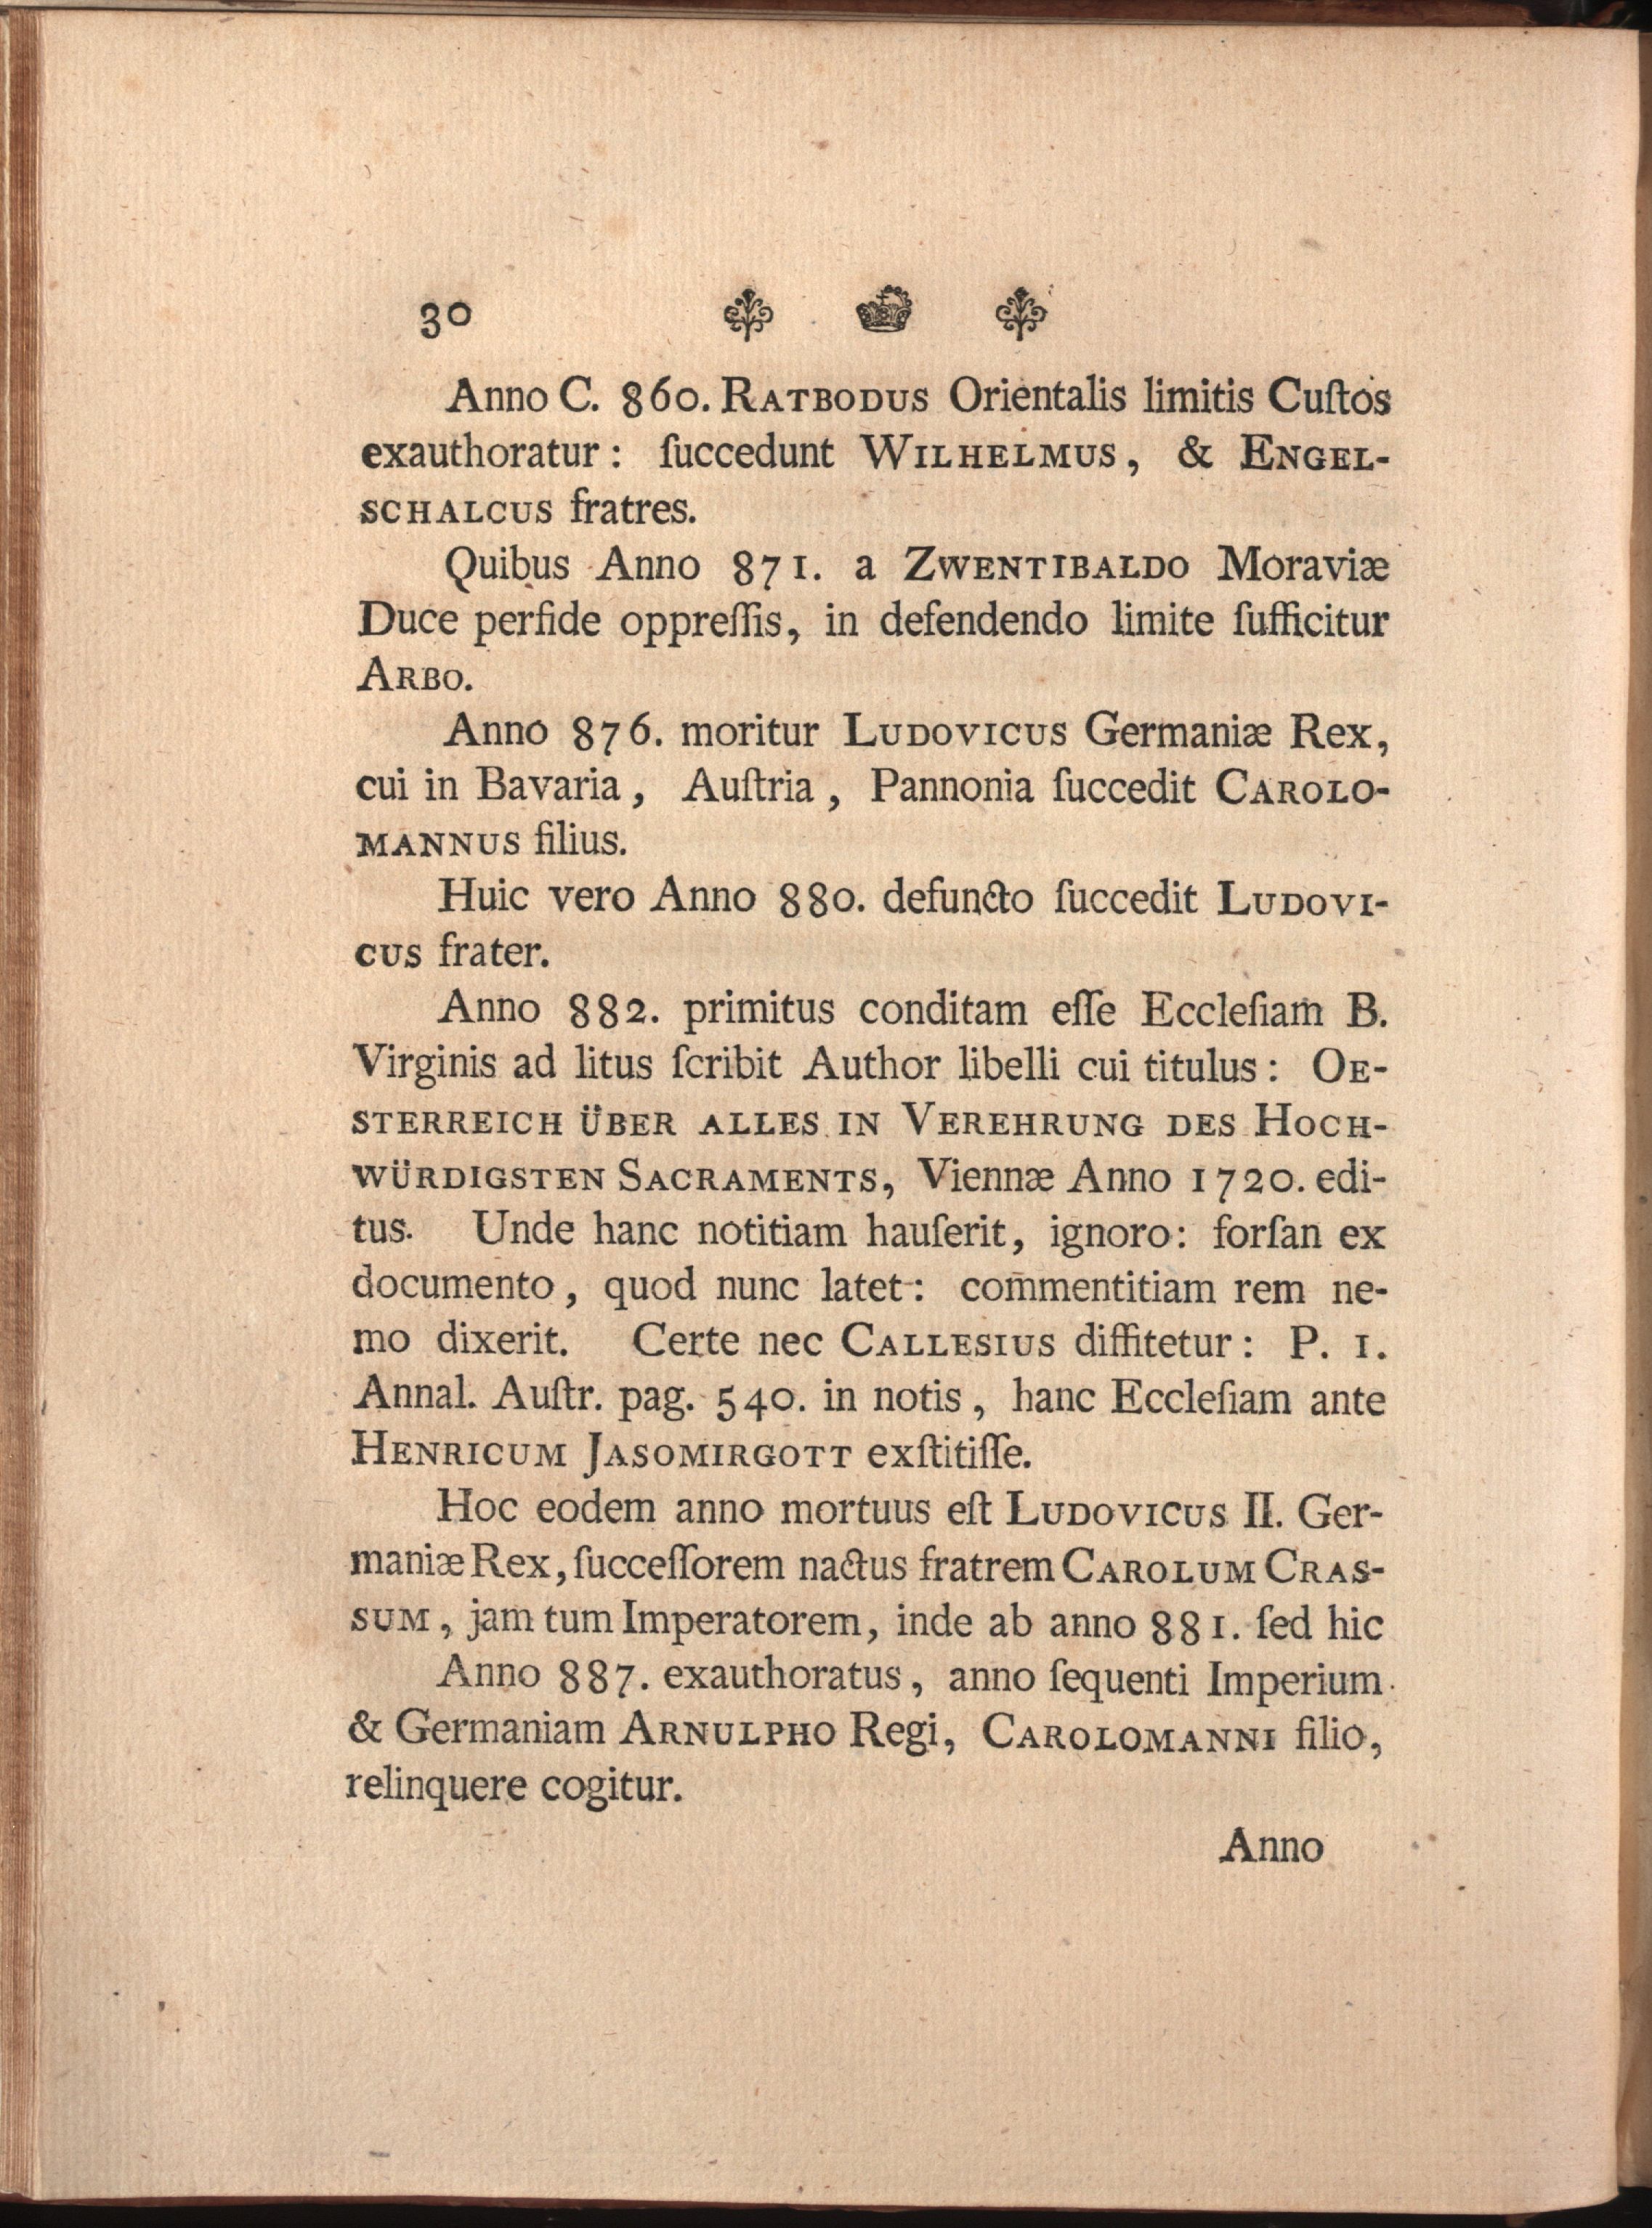 30
Anno C. 860. RATBODUS Orientalis limitis Cuſtos
exauthoratur: ſuccedunt WILHELMUS, & ENGEL-
SCHALCUS fratres.
Quibus Anno 871. a ZWENTIBALDO Moraviæ
Duce perfide oppreſſis, in defendendo limite ſufficitur
ARBO.
Anno 876. moritur LUDOVICUS Germaniæ Rex,
cui in Bavaria, Auſtria, Pannonia ſuccedit CAROLO-
MANNUS filius.
Huic vero Anno 880. defuncto ſuccedit LUDOVI-
CUS frater.
Anno 882. primitus conditam eſſe Eccleſiam B.
Virginis ad litus ſcribit Author libelli cui titulus: OE-
STERREICH ÜBER ALLES IN VEREHRUNG DES HOCH-
WÜRDIGSTEN SACRAMENTS, Viennæ Anno 1720. edi-
tus. Unde hanc notitiam hauſerit, ignoro: forſan ex
documento, quod nunc latet: commentitiam rem ne-
mo dixerit. Certe nec CALLESIUS diffitetur: P. I.
Annal. Auſtr. pag. 540. in notis, hanc Eccleſiam ante
HENRICUM JASOMIRGOTT exſtitiſſe.
Hoc eodem anno mortuus eſt LUDOVICUS II. Ger-
maniæ Rex, ſucceſſorem nactus fratrem CAROLUM CRAS-
SUM, jam tum Imperatorem, inde ab anno 881. ſed hic
Anno 887. exauthoratus, anno ſequenti Imperium
& Germaniam ARNULPHO Regi, CAROLOMANNI filio,
relinquere cogitur.
Anno